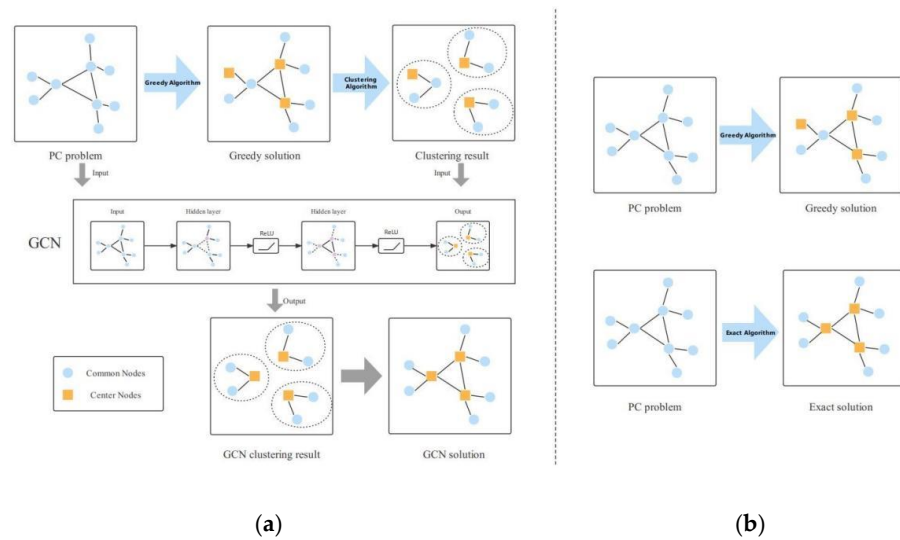 Greedy Algorithm
Clustering
Algorithm
PC problem
Greedy solution
Clustering result
Input
Input
GCN
Input
Hidden layer
Hidden layer
Ouput
ReLU
ReLU
Output
Common Nodes
Center Nodes
GCN clustering result
GCN solution
(a)
Greedy Algorithm
PC problem
Greedy solution
Exact Algorithm
PC problem
Exact solution
(b)